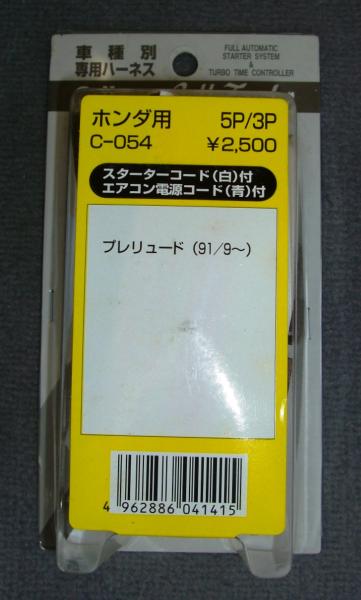 車種別
専用ハーネス
FULL AUTOMATIC
STARTER SYSTEM
&
TURBO TIME CONTROLLER
ホンダ用 5P/3P
C-054 ¥2,500
スターターコード(白)付
エアコン電源コード(青)付
プレリュード (91/9〜)
4 962886 041415